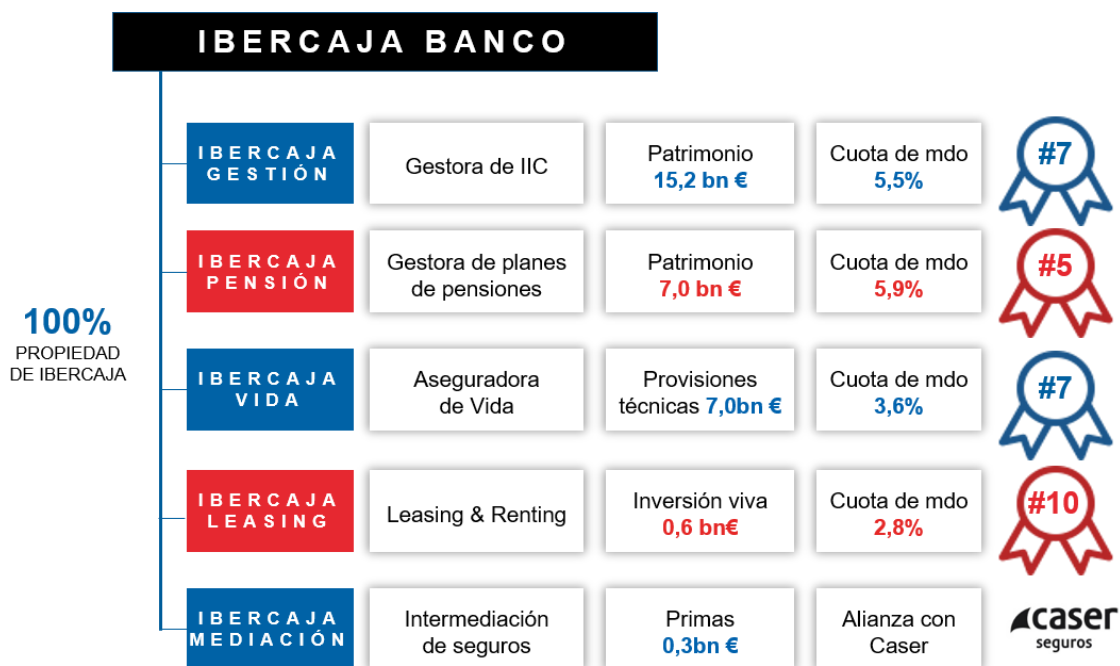 IBERCAJA BANCO
100%
PROPIEDAD
DE IBERCAJA
IBERCAJA
GESTIÓN
Gestora de IIC
Patrimonio
15,2 bn €
Cuota de mdo
5,5%
#7
IBERCAJA
PENSIÓN
Gestora de planes
de pensiones
Patrimonio
7,0 bn €
Cuota de mdo
5,9%
#5
IBERCAJA
VIDA
Aseguradora
de Vida
Provisiones
técnicas 7,0bn €
Cuota de mdo
3,6%
#7
IBERCAJA
LEASING
Leasing & Renting
Inversión viva
0,6 bn€
Cuota de mdo
2,8%
#10
IBERCAJA
MEDIACIÓN
Intermediación
de seguros
Primas
0,3bn €
Alianza con
Caser
caser
seguros